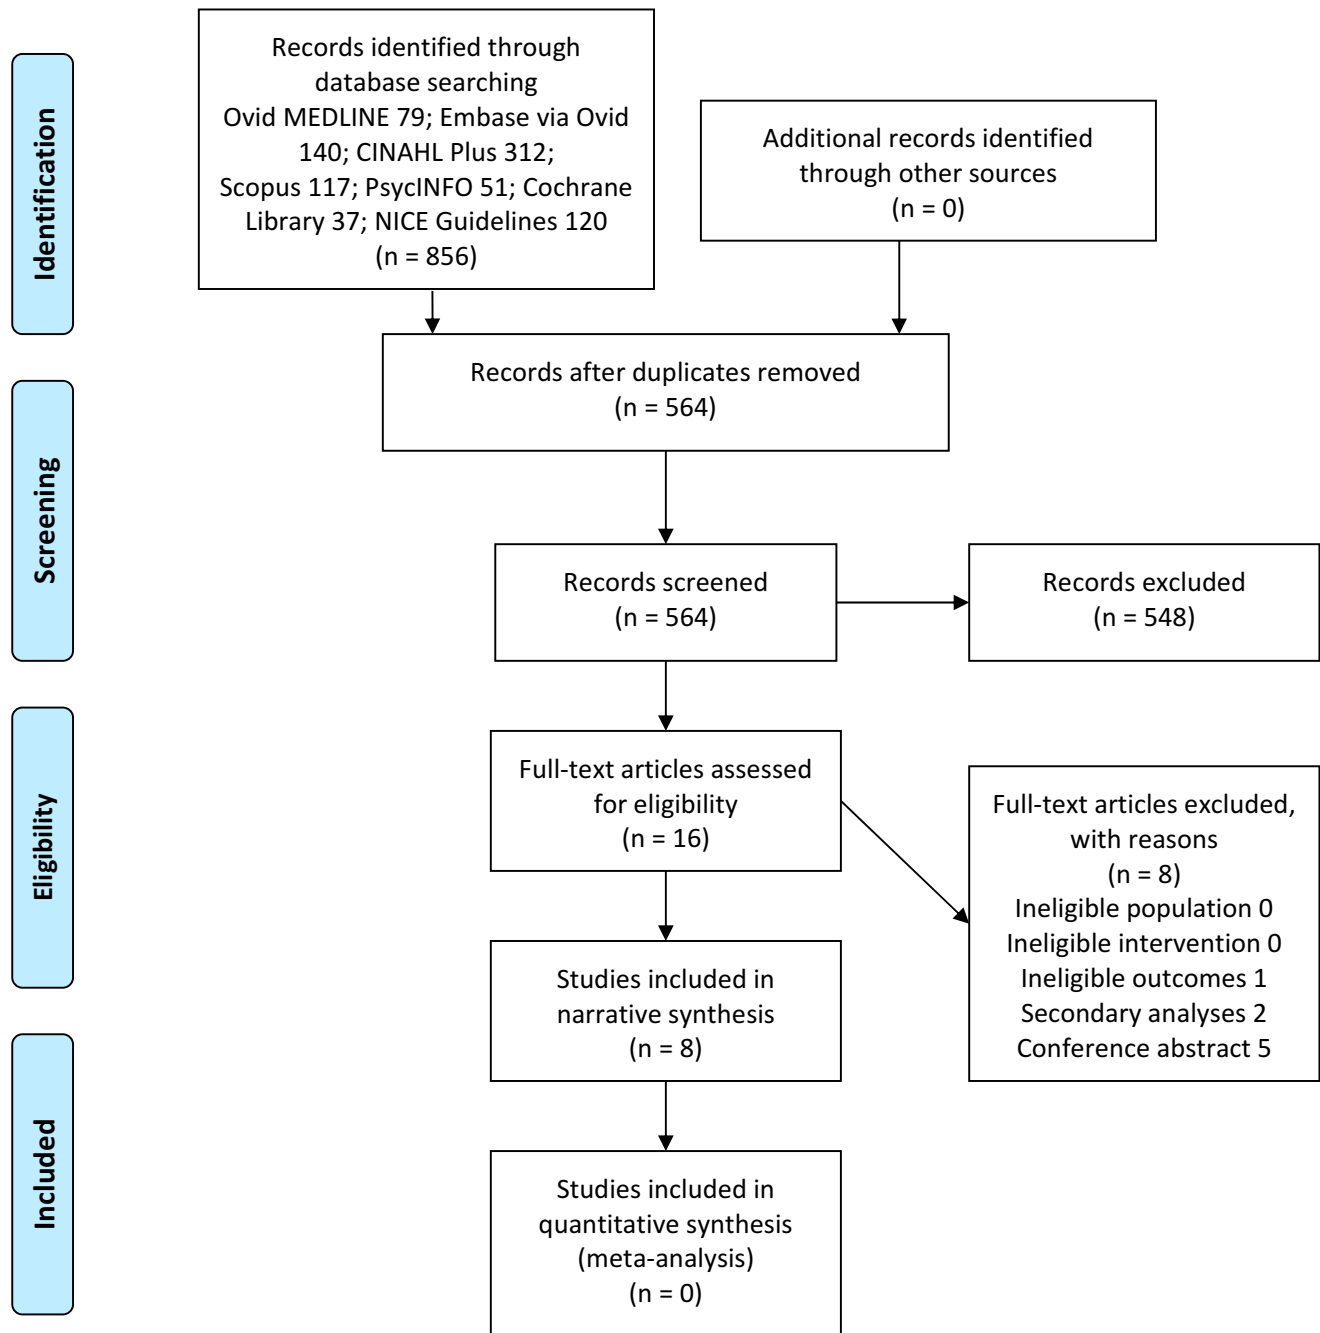 Identification
Records identified through
database searching
Ovid MEDLINE 79; Embase via Ovid
140; CINAHL Plus 312;
Scopus 117; PsycINFO 51; Cochrane
Library 37; NICE Guidelines 120
(n = 856)
Additional records identified
through other sources
(n = 0)
Records after duplicates removed
(n = 564)
Screening
Records screened
(n = 564)
Records excluded
(n = 548)
Eligibility
Full-text articles assessed
for eligibility
(n = 16)
Full-text articles excluded,
with reasons
(n = 8)
Ineligible population 0
Ineligible intervention 0
Ineligible outcomes 1
Secondary analyses 2
Conference abstract 5
Studies included in
narrative synthesis
(n = 8)
Included
Studies included in
quantitative synthesis
(meta-analysis)
(n = 0)